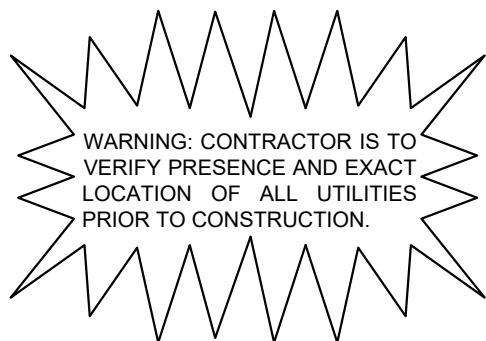 WARNING: CONTRACTOR IS TO
VERIFY PRESENCE AND EXACT
LOCATION OF ALL UTILITIES
PRIOR TO CONSTRUCTION.